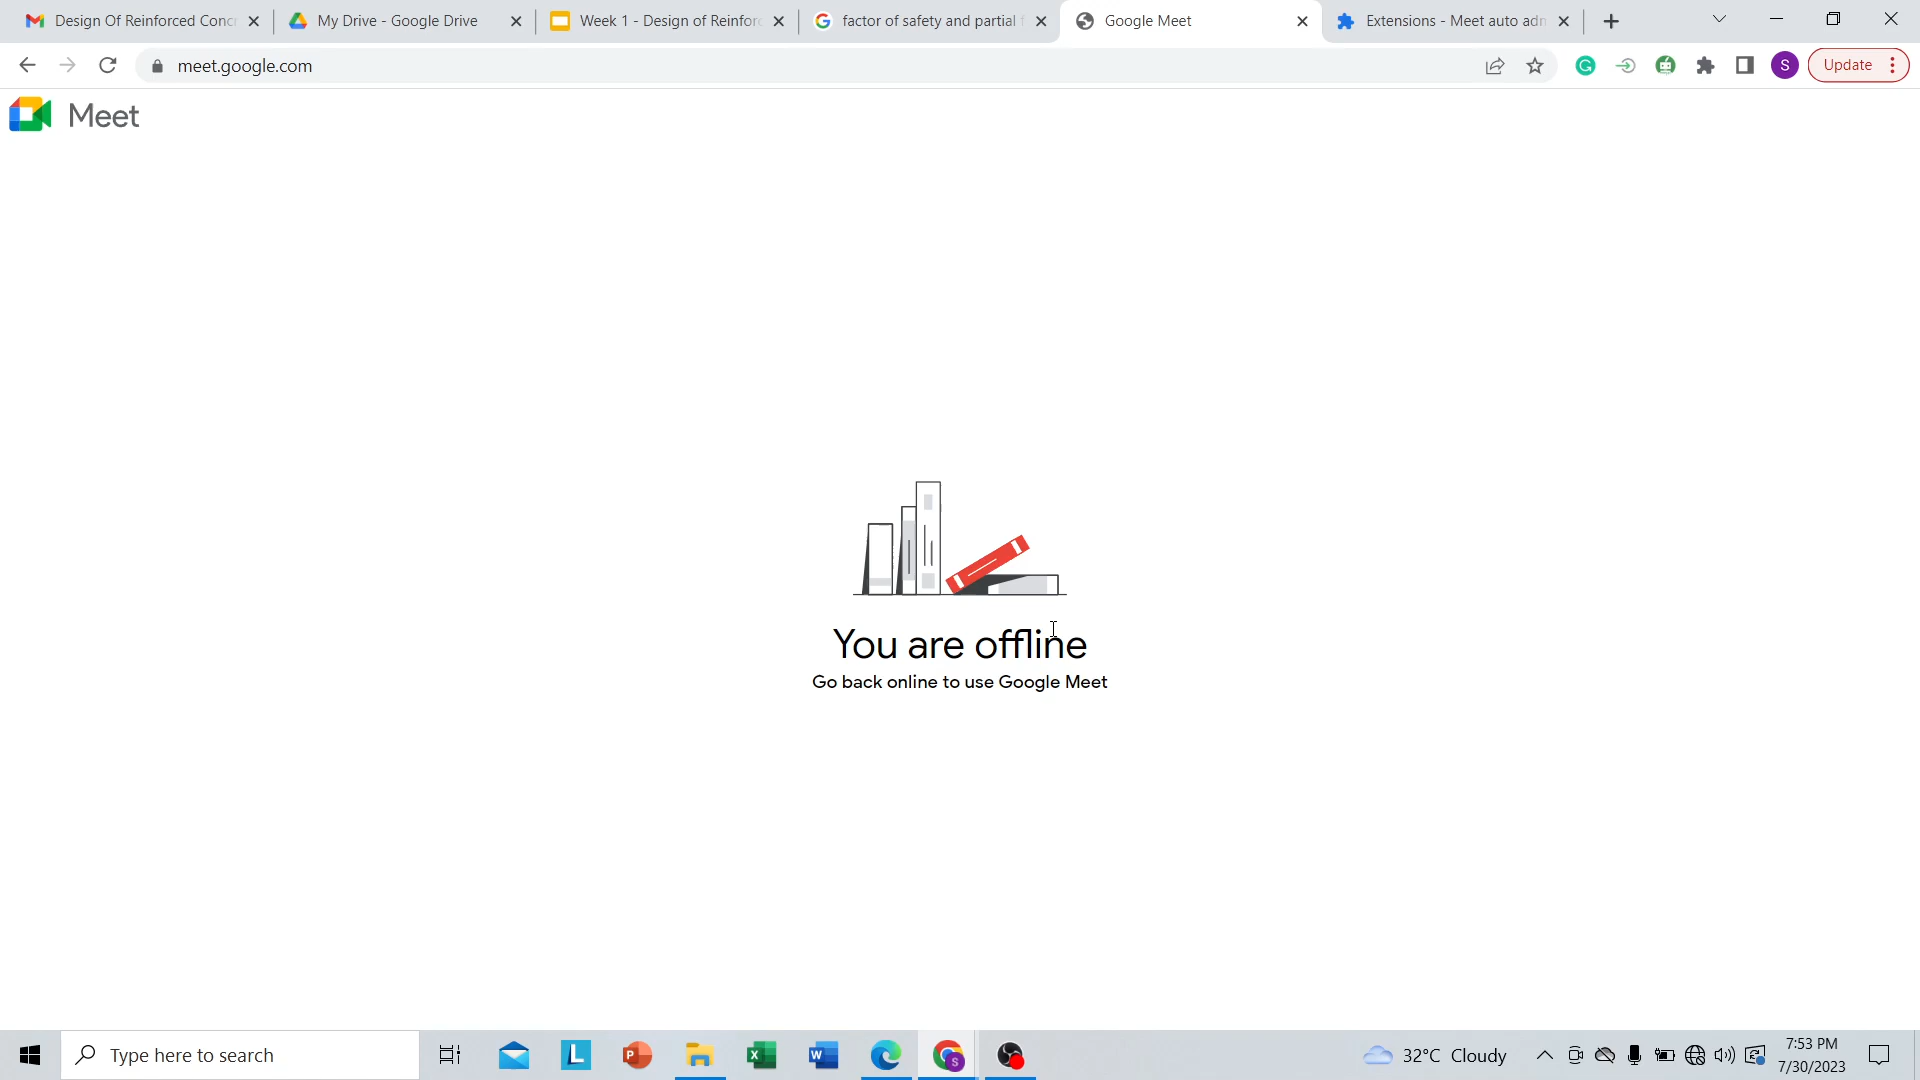 Design Of Reinforced Conc
My Drive - Google Drive
Week 1 - Design of Reinforc
factor of safety and partial f
Google Meet
Extensions - Meet auto adm
meet.google.com
S
Update
Meet
You are offline
Go back online to use Google Meet
Type here to search
32°C Cloudy
7:53 PM
7/30/2023